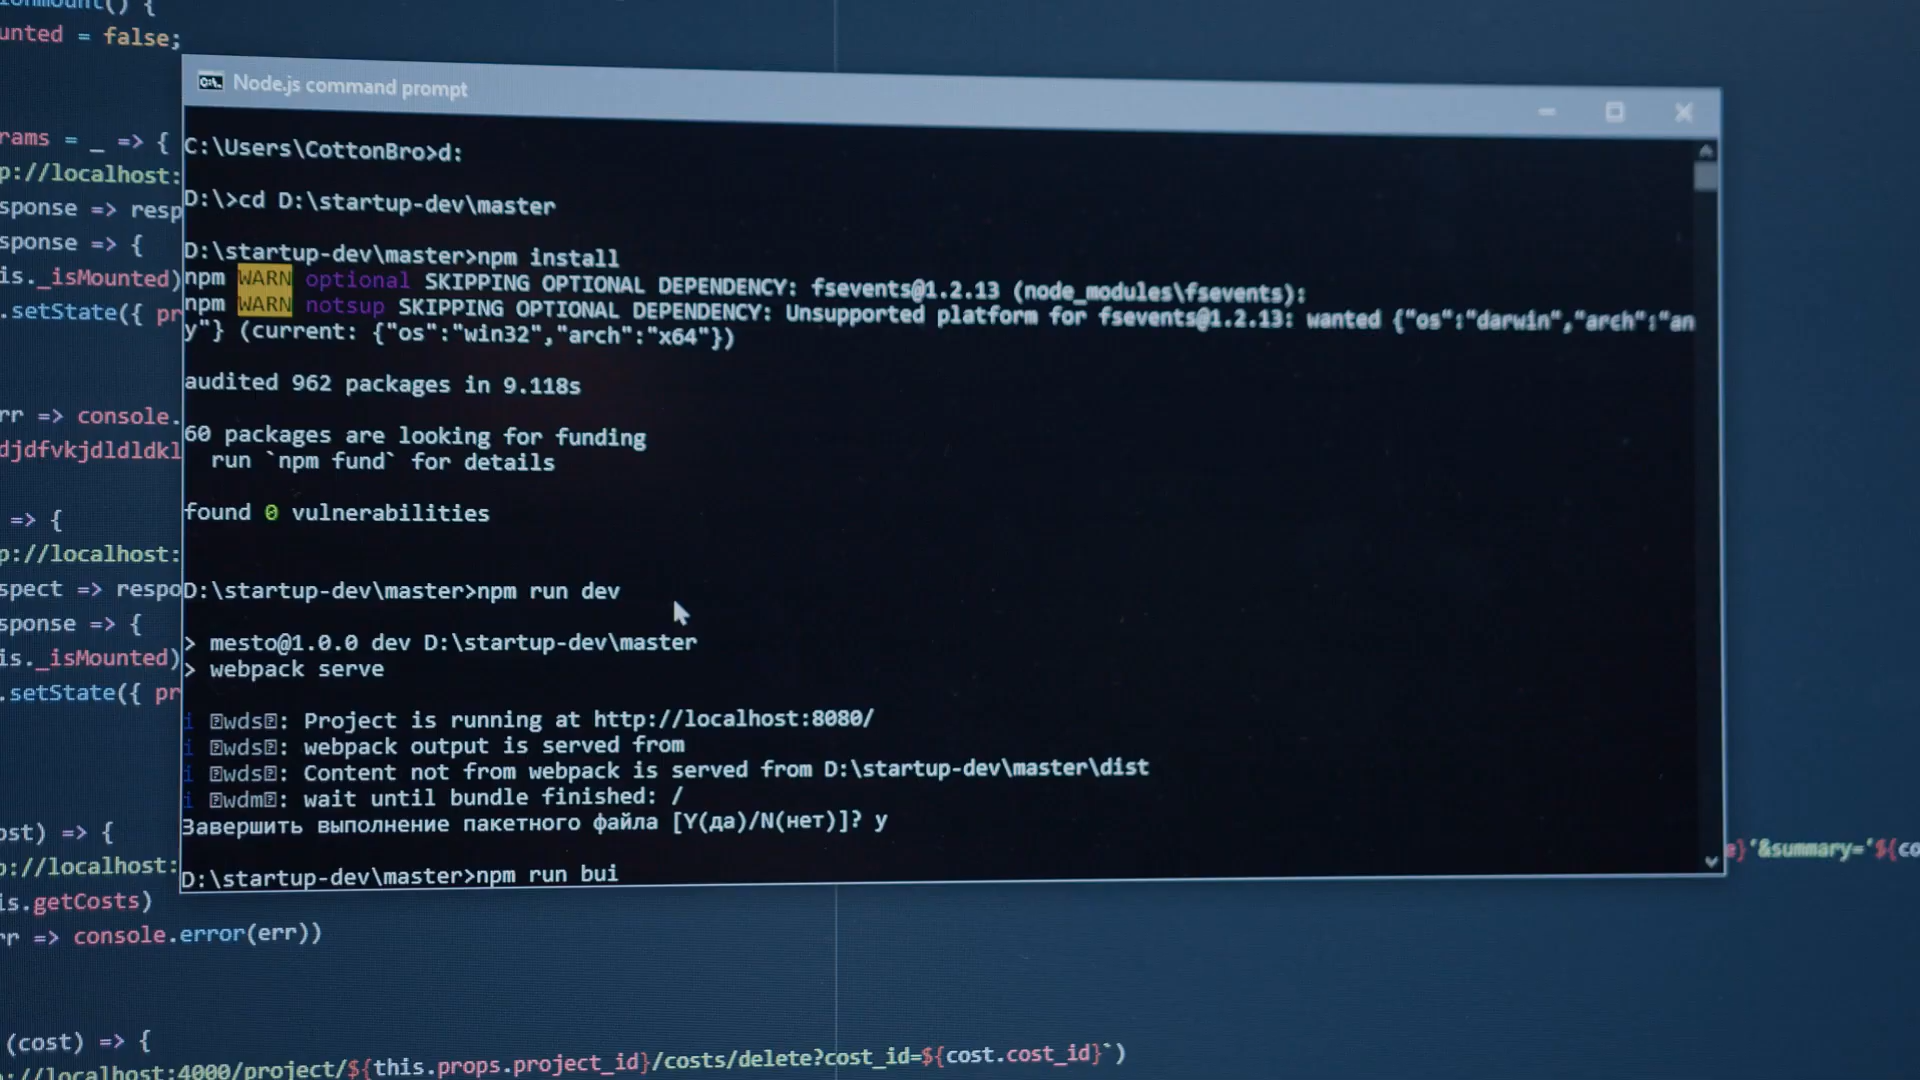 = false;
Node.js command prompt
C:\Users\CottonBro>d:
D:\>cd D:\startup-dev\master
D:\startup-dev\master>npm install
npm WARN optional SKIPPING OPTIONAL DEPENDENCY: fsevents@1.2.13 (node_modules\fsevents):
npm WARN notsup SKIPPING OPTIONAL DEPENDENCY: Unsupported platform for fsevents@1.2.13: wanted {"os":"darwin","arch":"an
y"} (current: {"os":"win32","arch":"x64"})
audited 962 packages in 9.118s
60 packages are looking for funding
run `npm fund` for details
found 0 vulnerabilities
D:\startup-dev\master>npm run dev
> mesto@1.0.0 dev D:\startup-dev\master
> webpack serve
i wds: Project is running at http://localhost:8080/
i wds: webpack output is served from
i wds: Content not from webpack is served from D:\startup-dev\master\dist
i wdm: wait until bundle finished: /
Завершить выполнение пакетного файла [Y(да)/N(нет)]? y
D:\startup-dev\master>npm run bui
rams = _ => {
p://localhost:
sponse => resp
sponse => {
is._isMounted)
.setState({ pr
rr => console.
djdfvkjdldldkl
=> {
p://localhost:
spect => respo
sponse => {
is._isMounted)
.setState({ pr
ost) => {
p://localhost:
is.getCosts)
rr => console.error(err))
}'&summary='${co
(cost) => {
://localhost:4000/project/${this.props.project_id}/costs/delete?cost_id=${cost.cost_id}`)